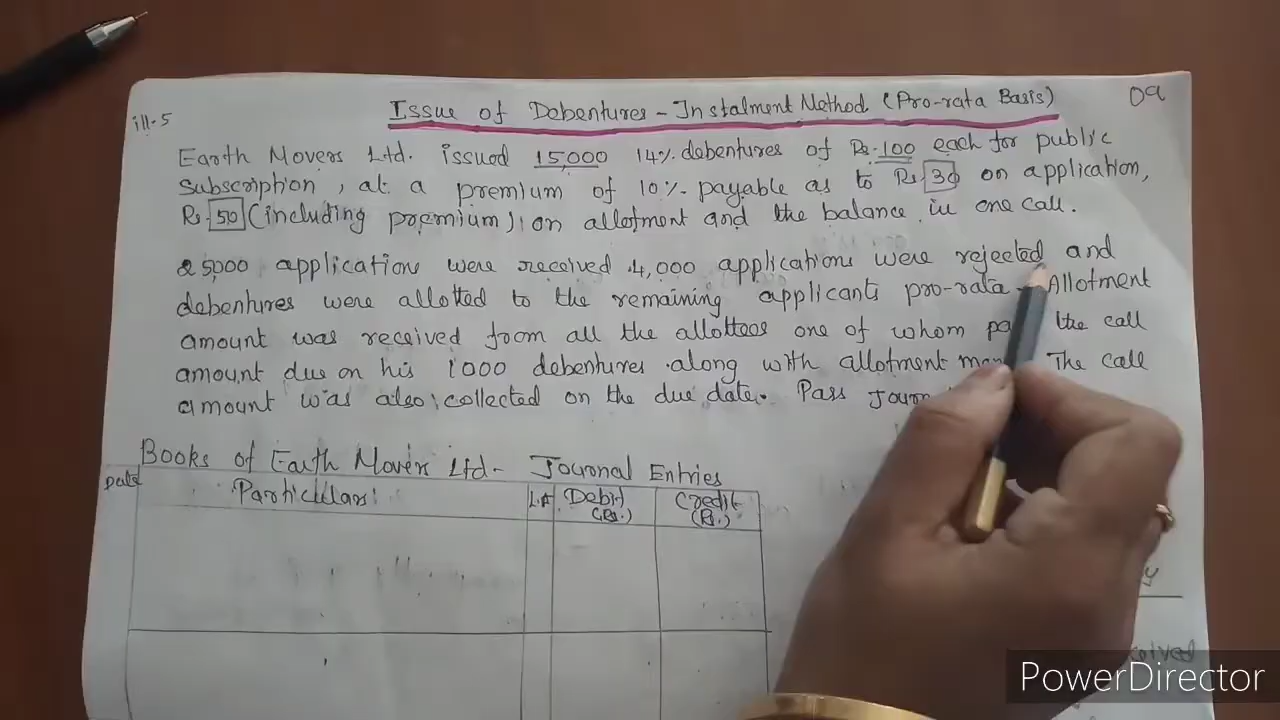 Issue of Debentures - Instalment Method (Pro-rata Basis)
09
ill-5
Earth Movers Ltd. issued 15,000 14% debentures of Rs.100 each for public
Subscription, at a premium of 10% payable as to Rs 30 on application,
Rs.50 (including premium), on allotment and the balance in one call.
25000 application were received 4,000 applications were rejected and
debentures were allotted to the remaining applicants pro-rata. Allotment
amount was received from all the allottees one of whom the call
amount due on his 1000 debentures along with allotment The call
amount was also collected on the due date. Pass
Books of Earth Movers Ltd - Journal Entries
Date Particulars L.F Debit (Rs.) Credit (Rs.)
PowerDirector